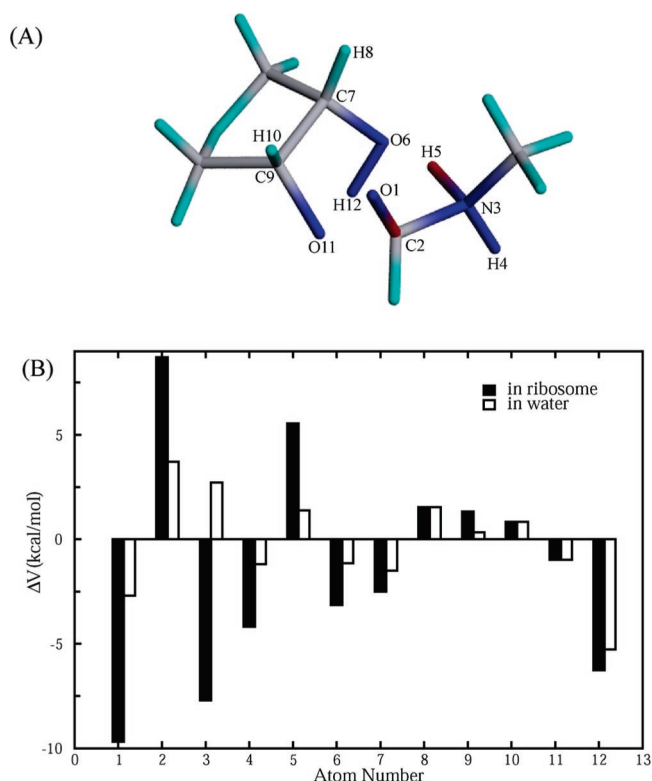 (A)
H8
C7
H10
O6
H5
C9
O1
H12
N3
O11
C2
H4
(B)
in ribosome
in water
5
0
-5
-10
ΔV(kcal/mol)
0 1 2 3 4 5 6 7 8 9 10 11 12 13
Atom Number